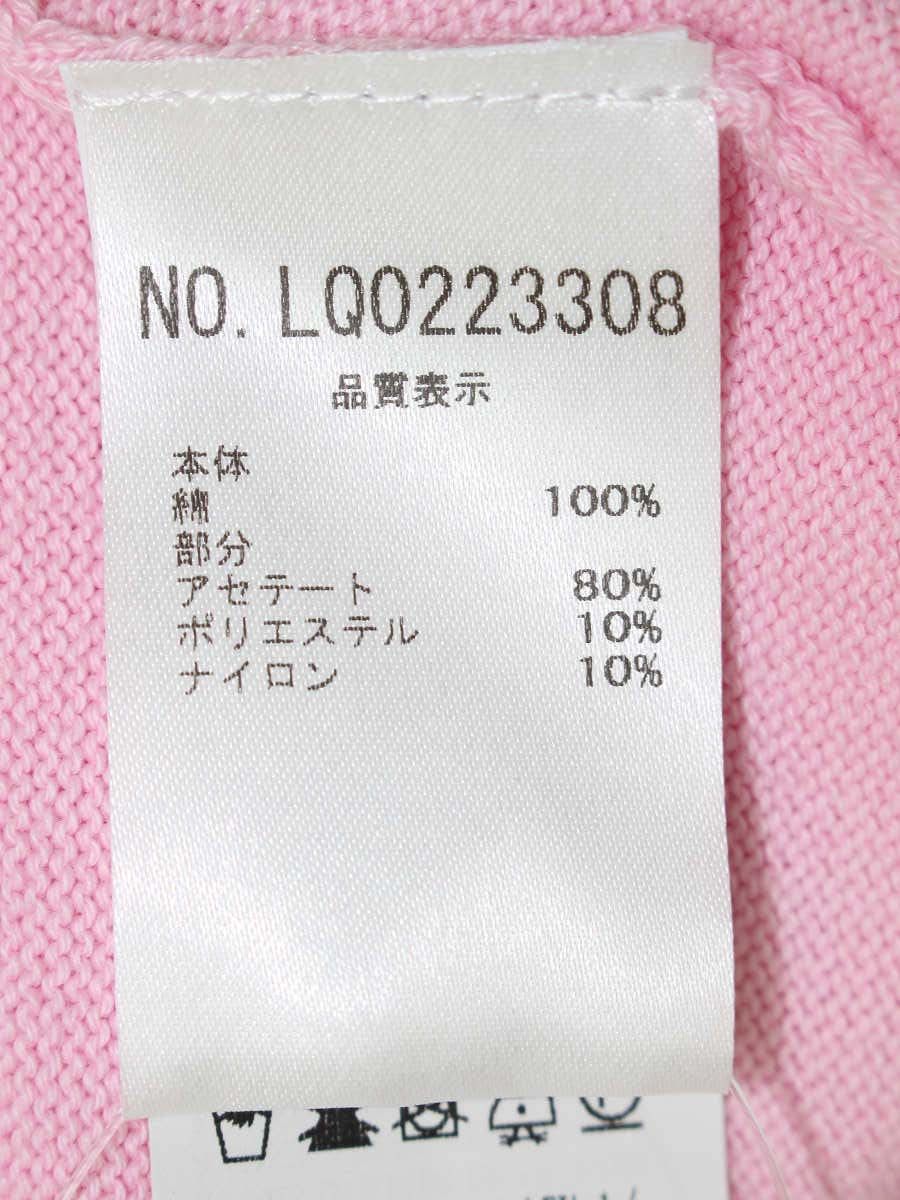 NO. LQ0223308
品質表示
本体
綿 100%
部分
アセテート 80%
ポリエステル 10%
ナイロン 10%